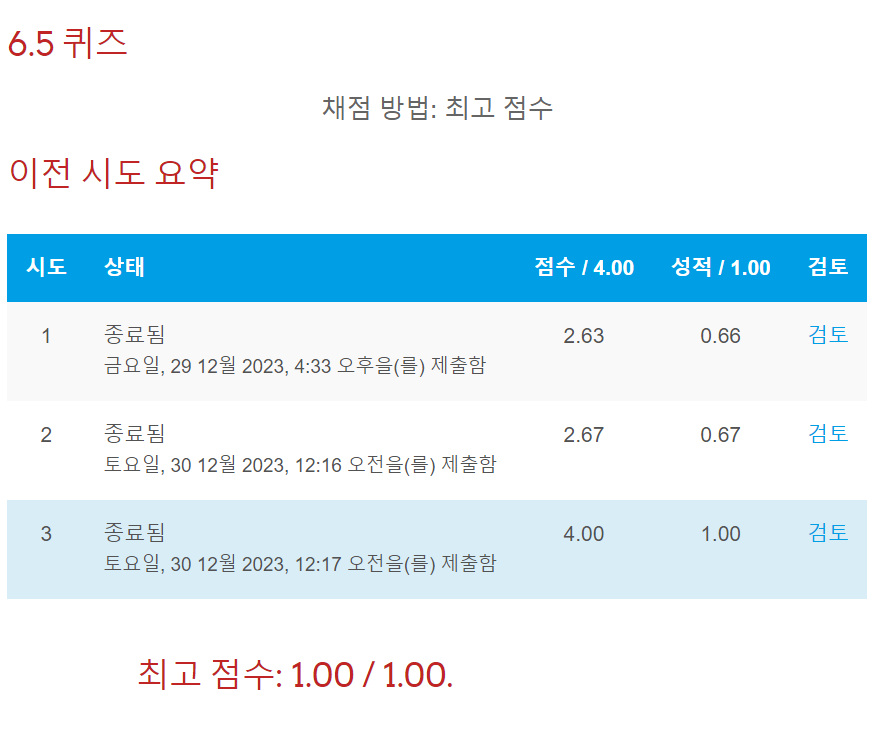 6.5 퀴즈
채점 방법: 최고 점수
이전 시도 요약
시도 상태 점수 / 4.00 성적 / 1.00 검토
1 종료됨 2.63 0.66 검토
금요일, 29 12월 2023, 4:33 오후을(를) 제출함
2 종료됨 2.67 0.67 검토
토요일, 30 12월 2023, 12:16 오전을(를) 제출함
3 종료됨 4.00 1.00 검토
토요일, 30 12월 2023, 12:17 오전을(를) 제출함
최고 점수: 1.00 / 1.00.